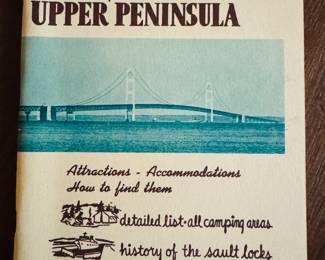 UPPER PENINSULA
Attractions - Accommodations
How to find them
detailed list-all camping areas
history of the sault locks